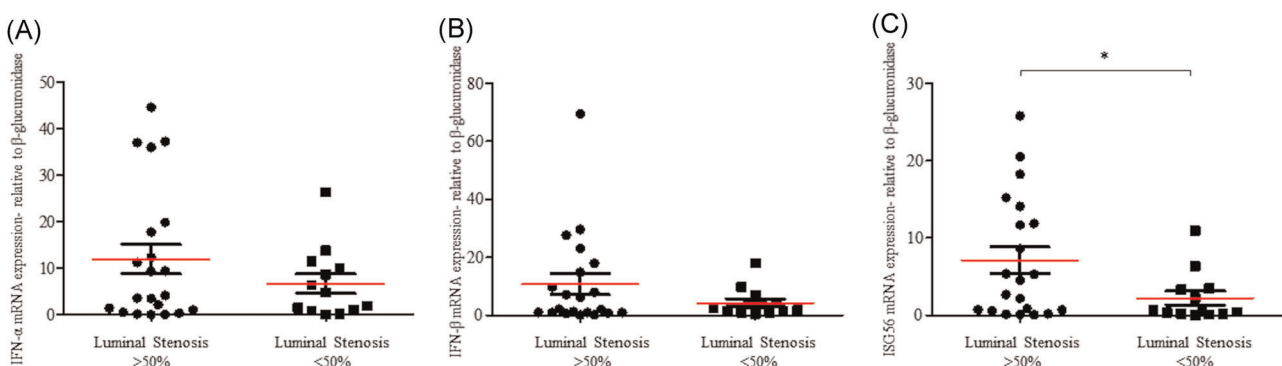 (A)
IFN-α mRNA expression- relative to β-glucuronidase
50
40
30
20
10
0
Luminal Stenosis
>50%
Luminal Stenosis
<50%
(B)
IFN-β mRNA expression- relative to β-glucuronidase
80
60
40
20
0
Luminal Stenosis
>50%
Luminal Stenosis
<50%
(C)
ISG56 mRNA expression- relative to β-glucuronidase
30
20
10
0
*
Luminal Stenosis
>50%
Luminal Stenosis
<50%